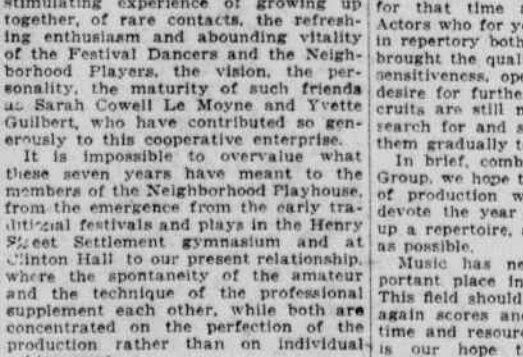 stimulating experience of growing up
together, of rare contacts, the refresh-
ing enthusiasm and abounding vitality
of the Festival Dancers and the Neigh-
borhood Players, the vision, the per-
sonality, the maturity of such friends
as Sarah Cowell Le Moyne and Yvette
Guilbert, who have contributed so gen-
erously to this cooperative enterprise.
It is impossible to overvalue what
these seven years have meant to the
members of the Neighborhood Playhouse,
from the emergence from the early tra-
ditional festivals and plays in the Henry
Street Settlement gymnasium and at
Clinton Hall to our present relationship,
where the spontaneity of the amateur
and the technique of the professional
supplement each other, while both are
concentrated on the perfection of the
production rather than on individual
for that time
Actors who for
in repertory both
brought the
sensitiveness,
desire for
are still
search for and
them gradually
In brief,
Group, we hope
of production
devote the year
up a repertoire,
as possible.
Music has
place in
This field should
again scores
time and
is our hope